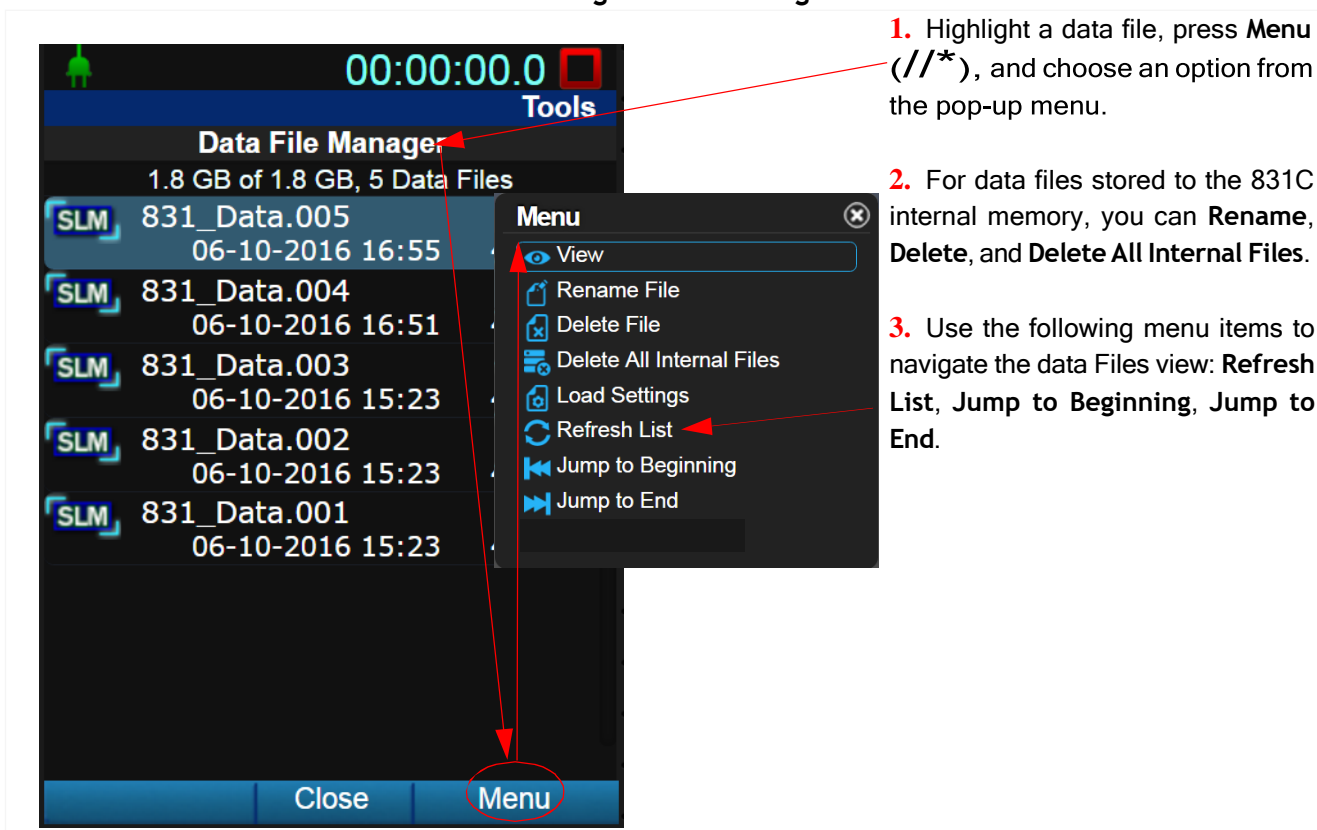 00:00:00.0
Tools
Data File Manager
1.8 GB of 1.8 GB, 5 Data Files
SLM 831_Data.005
06-10-2016 16:55
SLM 831_Data.004
06-10-2016 16:51
SLM 831_Data.003
06-10-2016 15:23
SLM 831_Data.002
06-10-2016 15:23
SLM 831_Data.001
06-10-2016 15:23
Close Menu
Menu
View
Rename File
Delete File
Delete All Internal Files
Load Settings
Refresh List
Jump to Beginning
Jump to End
1. Highlight a data file, press Menu
(//*), and choose an option from
the pop-up menu.
2. For data files stored to the 831C
internal memory, you can Rename,
Delete, and Delete All Internal Files.
3. Use the following menu items to
navigate the data Files view: Refresh
List, Jump to Beginning, Jump to
End.